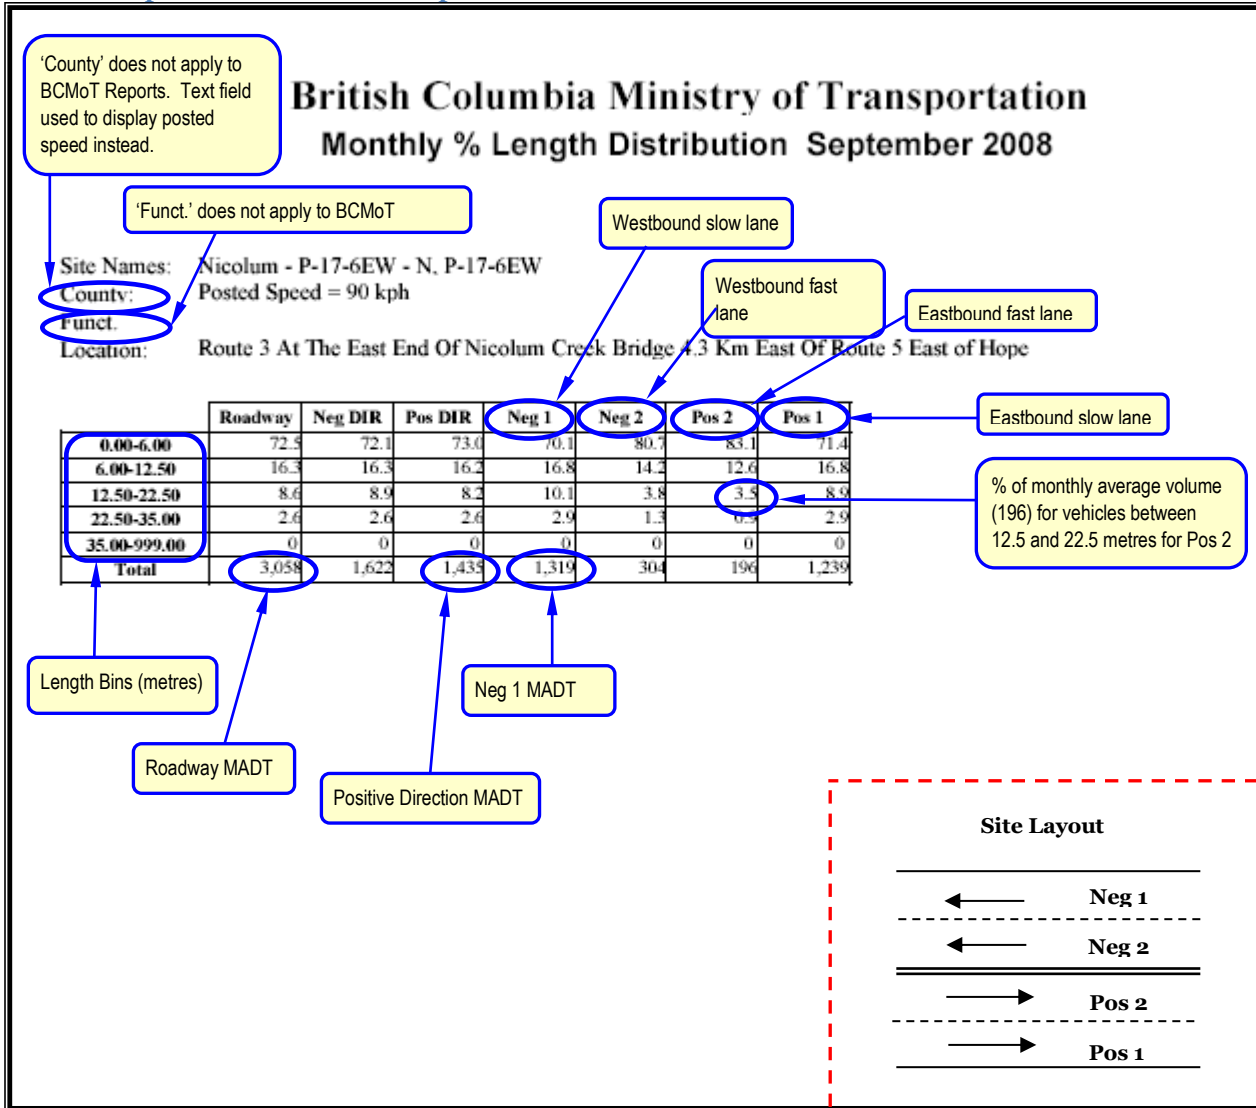 'County' does not apply to
BCMoT Reports. Text field
used to display posted
speed instead.
British Columbia Ministry of Transportation
Monthly % Length Distribution September 2008
'Funct.' does not apply to BCMoT
Westbound slow lane
Westbound fast
lane
Eastbound fast lane
Site Names: Nicolum - P-17-6EW - N, P-17-6EW
County: Posted Speed = 90 kph
Funct.
Location: Route 3 At The East End Of Nicolum Creek Bridge 4.3 Km East Of Route 5 East of Hope
Roadway Neg DIR Pos DIR Neg 1 Neg 2 Pos 2 Pos 1
Eastbound slow lane
0.00-6.00 72.5 72.1 73.0 70.1 80.7 83.1 71.4
6.00-12.50 16.3 16.3 16.2 16.8 14.2 12.6 16.8
12.50-22.50 8.6 8.9 8.2 10.1 3.8 3.5 8.9
22.50-35.00 2.6 2.6 2.6 2.9 1.3 2.9
35.00-999.00 0 0 0 0 0 0 0
Total 3,058 1,622 1,435 1,319 304 196 1,239
% of monthly average volume
(196) for vehicles between
12.5 and 22.5 metres for Pos 2
Length Bins (metres)
Neg 1 MADT
Roadway MADT
Positive Direction MADT
Site Layout
Neg 1
Neg 2
Pos 2
Pos 1